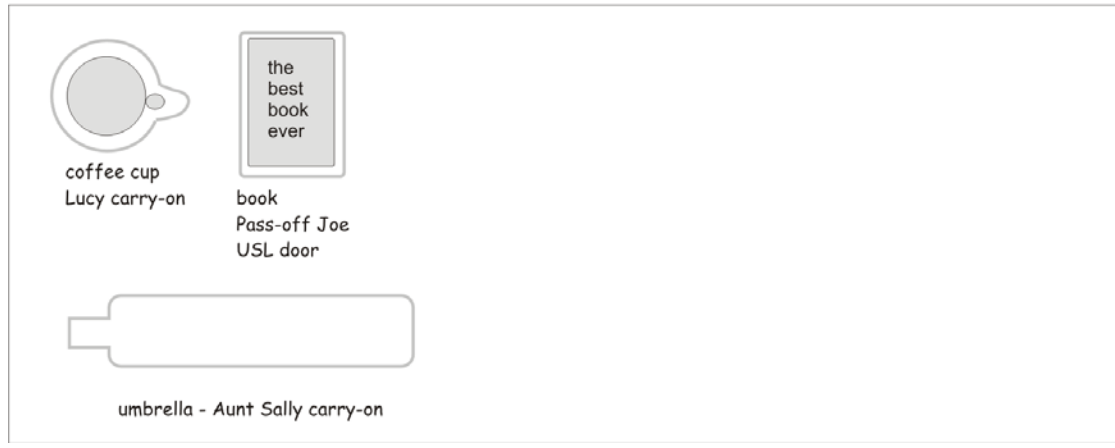 the
best
book
ever
coffee cup
Lucy carry-on
book
Pass-off Joe
USL door
umbrella - Aunt Sally carry-on